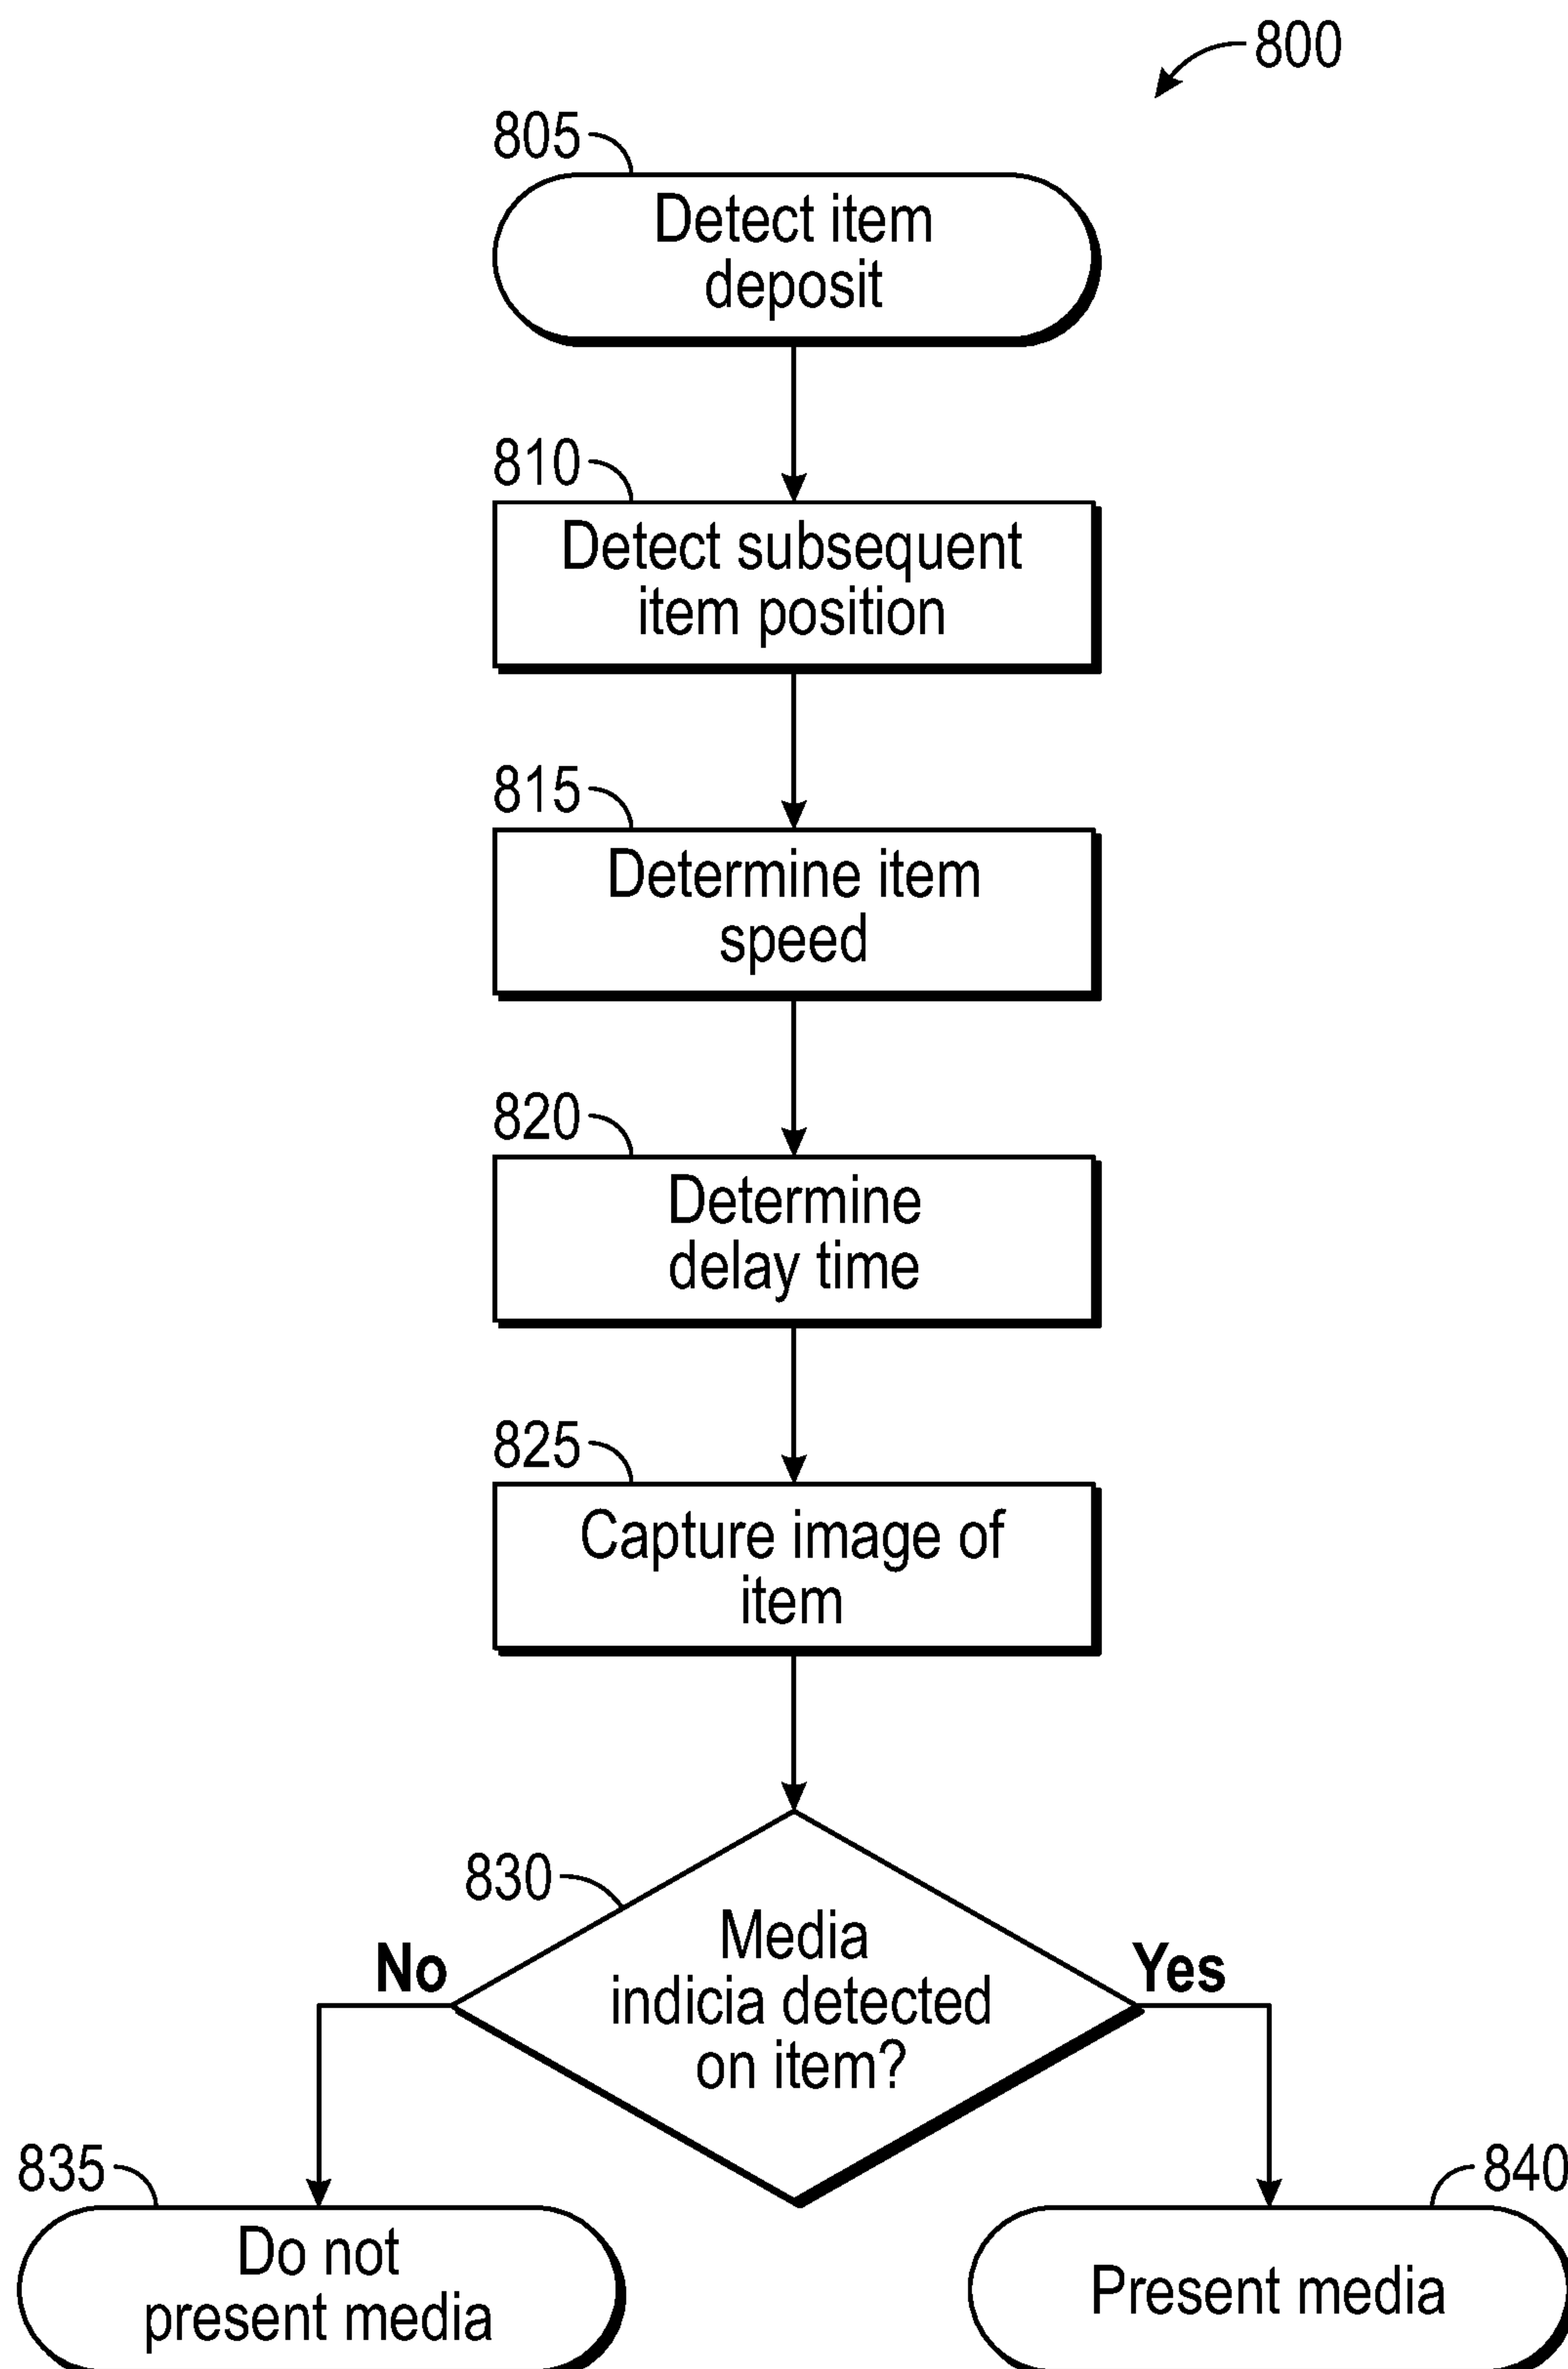 800
805
Detect item
deposit
810
Detect subsequent
item position
815
Determine item
speed
820
Determine
delay time
825
Capture image of
item
830
Media
indicia detected
on item?
No
Yes
835
Do not
present media
840
Present media